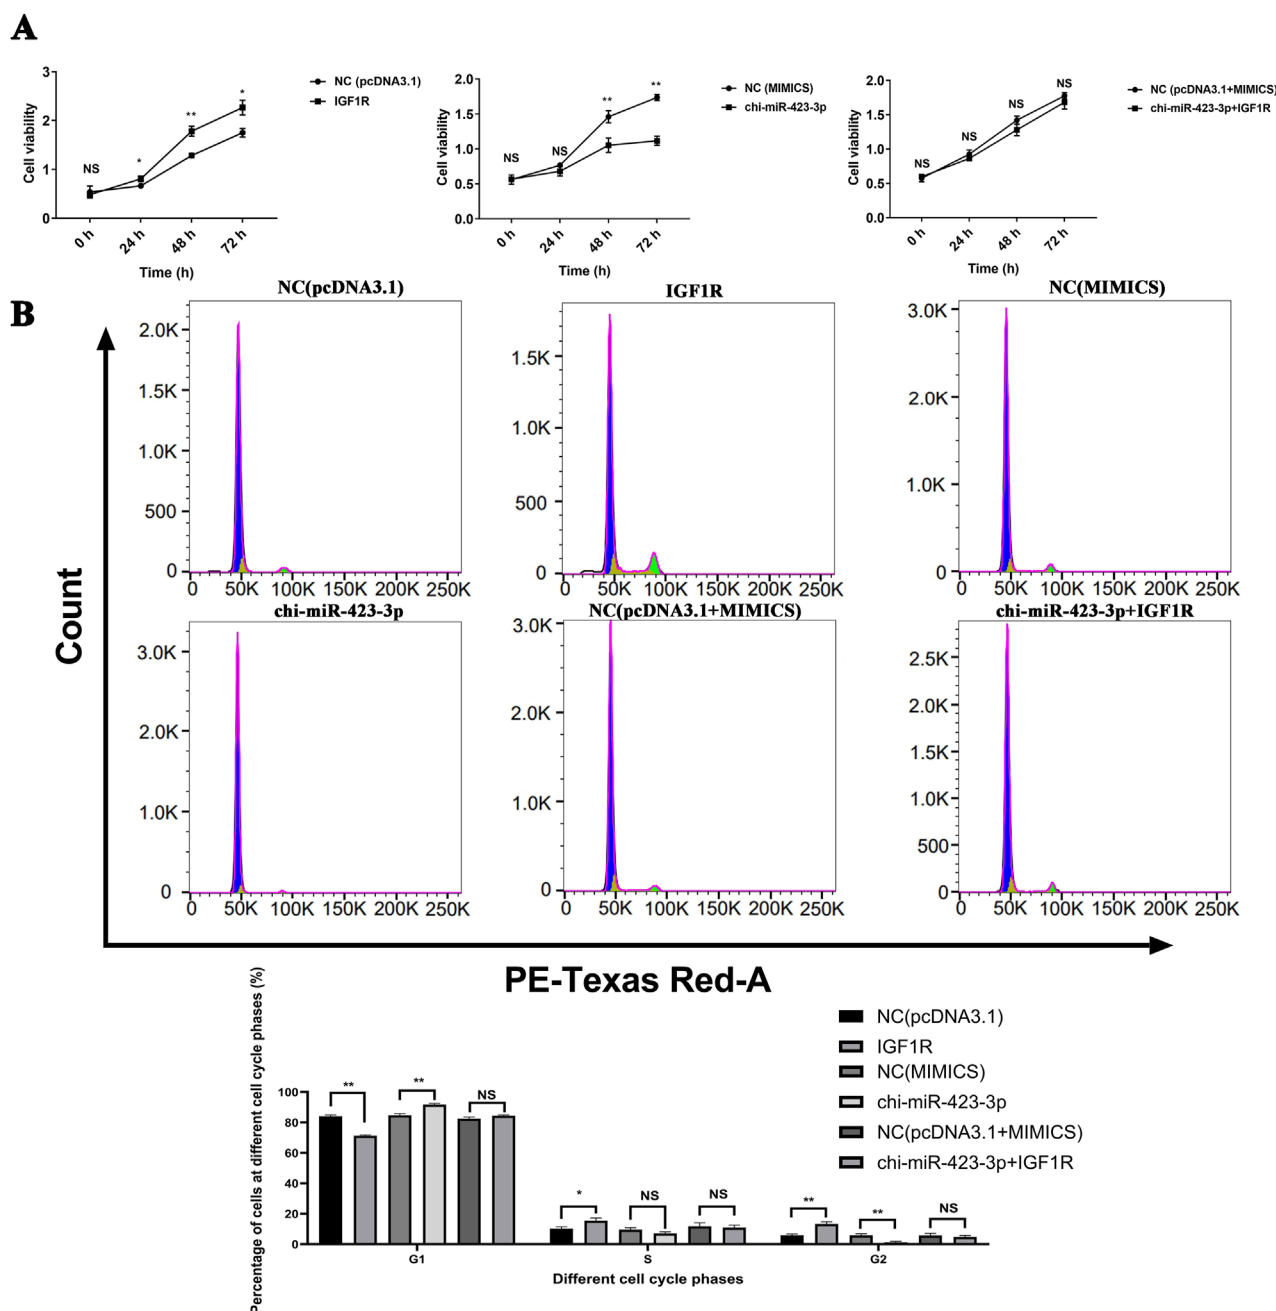 A
3
2
1
0
Cell viability
NS
*
**
*
0 h
24 h
48 h
72 h
Time (h)
NC (pcDNA3.1)
IGF1R
2.0
1.5
1.0
0.5
0.0
Cell viability
NS
NS
**
**
0 h
24 h
48 h
72 h
Time (h)
NC (MIMICS)
chi-miR-423-3p
2.0
1.5
1.0
0.5
0.0
Cell viability
NS
NS
NS
NS
0 h
24 h
48 h
72 h
Time (h)
NC (pcDNA3.1+MIMICS)
chi-miR-423-3p+IGF1R
B
Count
NC(pcDNA3.1)
2.0K
1.5K
1.0K
500
0
0 50K 100K 150K 200K 250K
IGF1R
1.5K
1.0K
500
0
0 50K 100K 150K 200K 250K
NC(MIMICS)
3.0K
2.0K
1.0K
0
0 50K 100K 150K 200K 250K
chi-miR-423-3p
3.0K
2.0K
1.0K
0
0 50K 100K 150K 200K 250K
NC(pcDNA3.1+MIMICS)
3.0K
2.0K
1.0K
0
0 50K 100K 150K 200K 250K
chi-miR-423-3p+IGF1R
2.5K
2.0K
1.5K
1.0K
500
0
0 50K 100K 150K 200K 250K
PE-Texas Red-A
Percentage of cells at different cell cycle phases (%)
100
80
60
40
20
0
** ** NS
* NS NS
** ** NS
G1 S G2
Different cell cycle phases
NC(pcDNA3.1)
IGF1R
NC(MIMICS)
chi-miR-423-3p
NC(pcDNA3.1+MIMICS)
chi-miR-423-3p+IGF1R